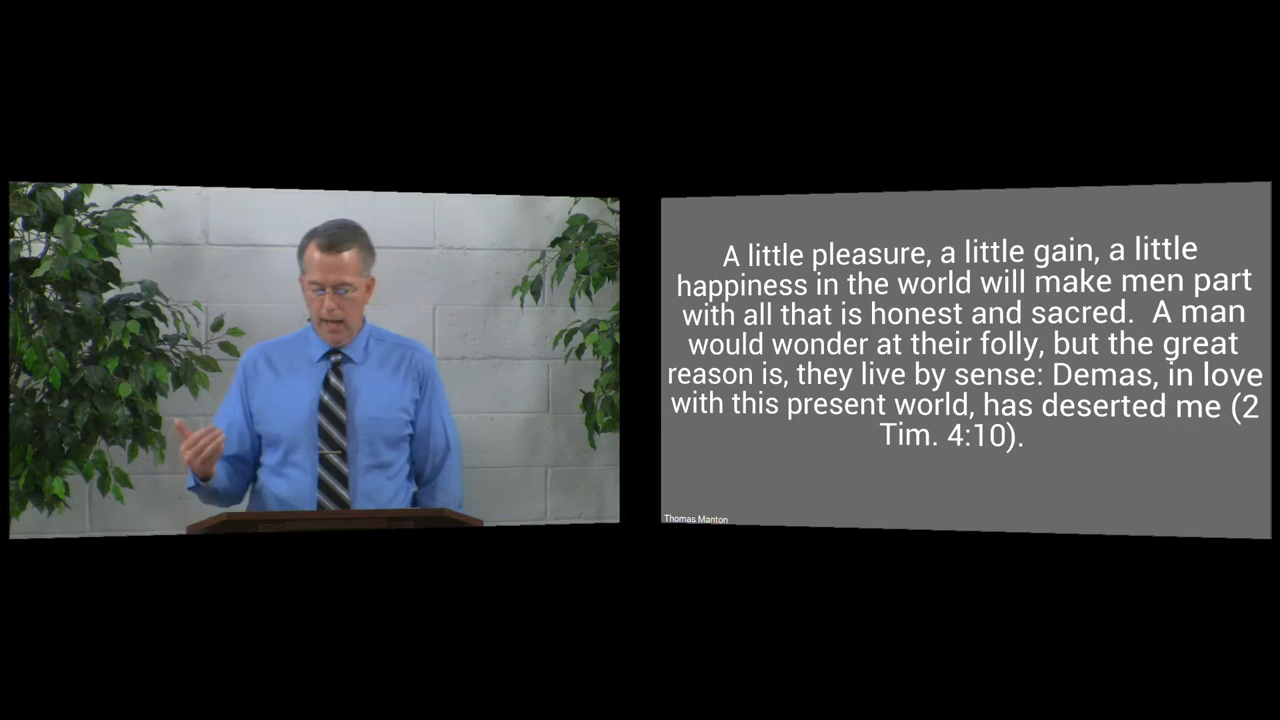 A little pleasure, a little gain, a little
happiness in the world will make men part
with all that is honest and sacred.  A man
would wonder at their folly, but the great
reason is, they live by sense: Demas, in love
with this present world, has deserted me (2
Tim. 4:10).
Thomas Manton